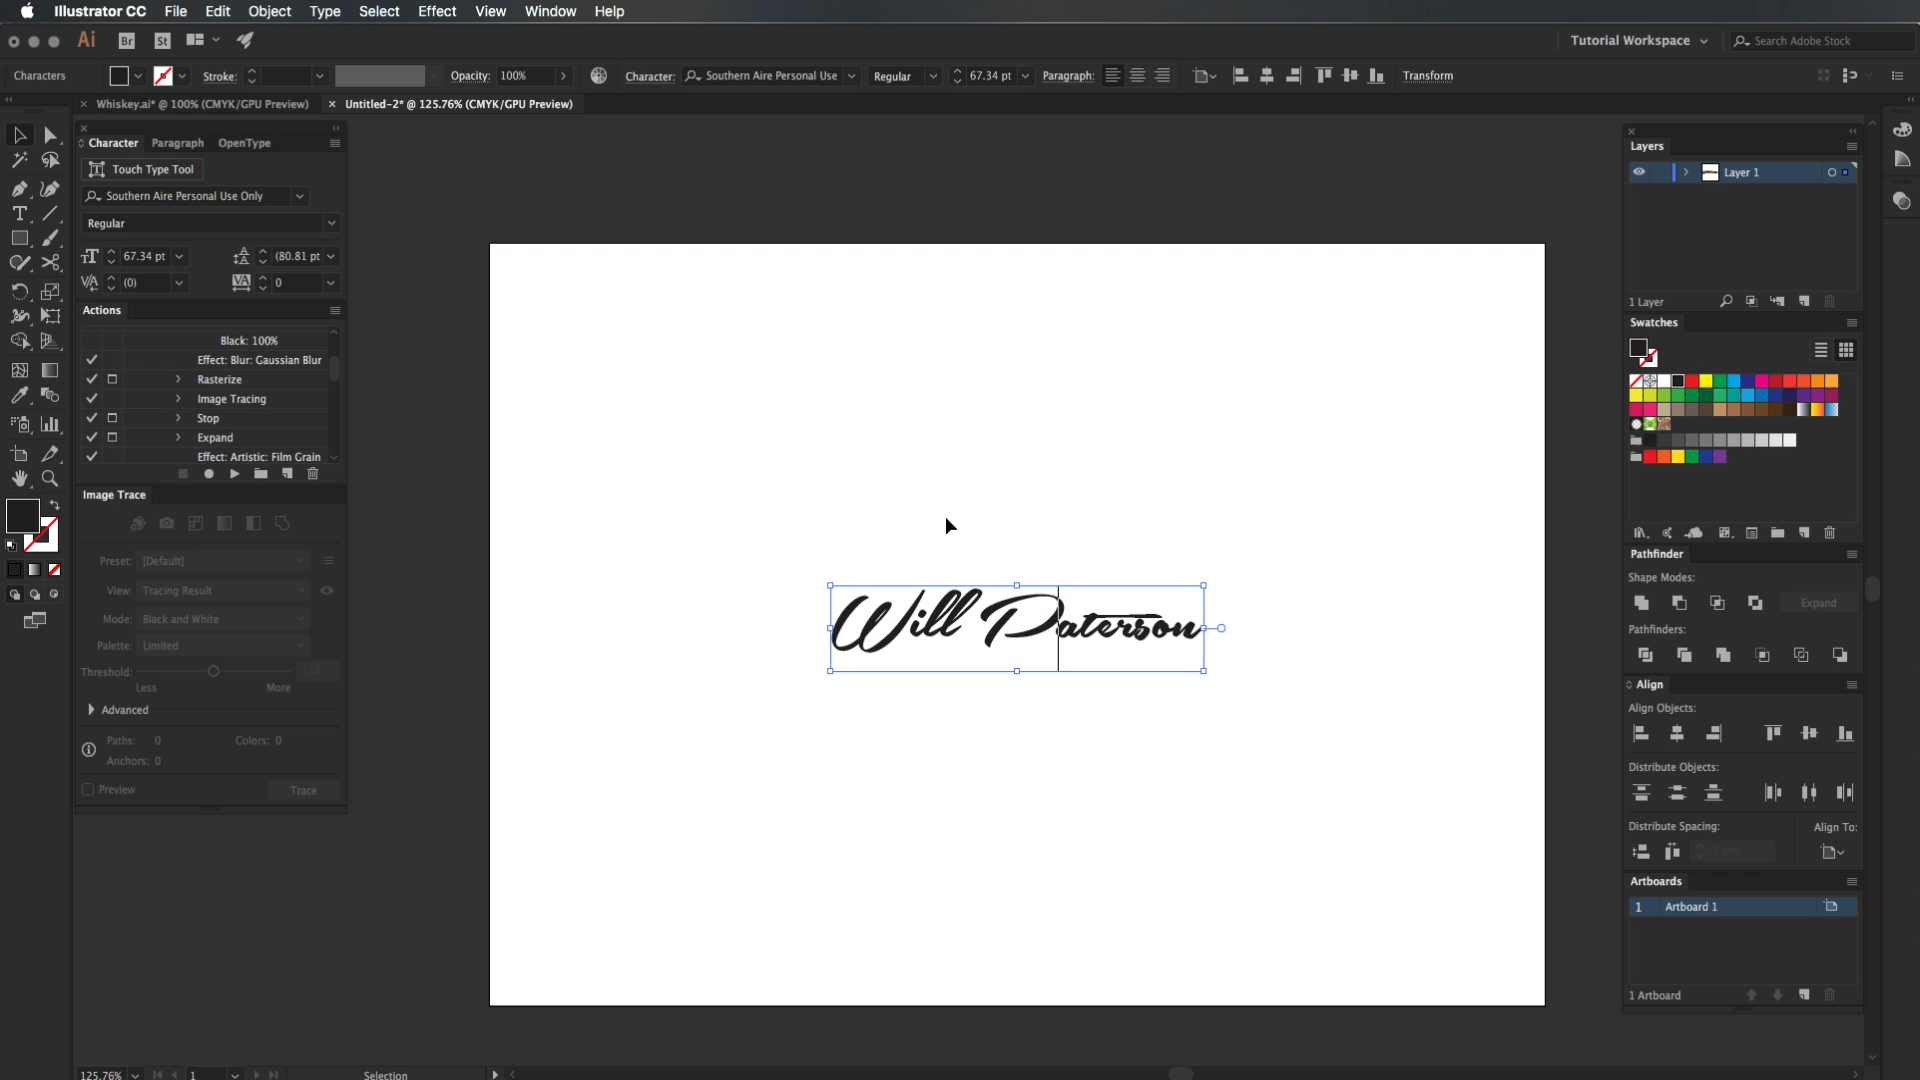 Illustrator CC File Edit Object Type Select Effect View Window Help
Ai Br St Tutorial Workspace Search Adobe Stock
Characters Stroke: Opacity: 100% Character: Southern Aire Personal Use Regular 67.34 pt Paragraph: Transform
Whiskey.ai* @ 100% (CMYK/GPU Preview) Untitled-2* @ 125.76% (CMYK/GPU Preview)
Character Paragraph OpenType
Touch Type Tool
Southern Aire Personal Use Only
Regular
67.34 pt (80.81 pt
(0) 0
Actions
Black: 100%
Effect: Blur: Gaussian Blur
Rasterize
Image Tracing
Stop
Expand
Effect: Artistic: Film Grain
Image Trace
Preset: [Default]
View: Tracing Result
Mode: Black and White
Palette: Limited
Threshold: 128
Less More
Advanced
Paths: 0 Colors: 0
Anchors: 0
Preview Trace
Will Paterson
Layers
Layer 1
1 Layer
Swatches
Pathfinder
Shape Modes:
Expand
Pathfinders:
Align
Align Objects:
Distribute Objects:
Distribute Spacing: Align To:
0 mm
Artboards
1 Artboard 1
1 Artboard
125.76% 1 Selection